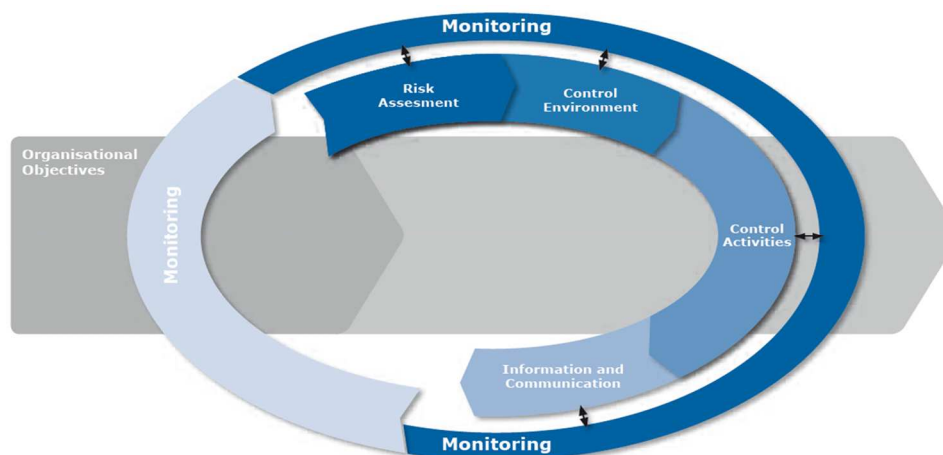 Monitoring
Risk
Assesment
Control
Environment
Organisational
Objectives
Monitoring
Control
Activities
Information and
Communication
Monitoring